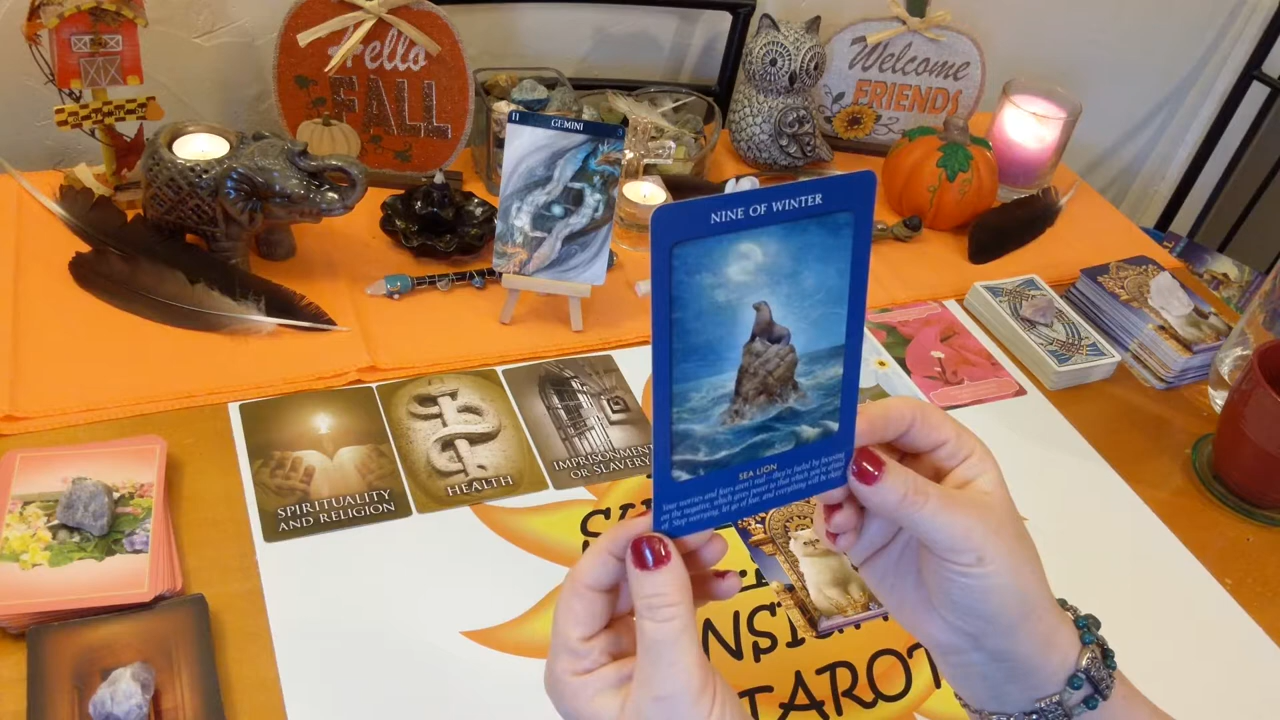 Hello
FALL
Welcome
FRIENDS
II GEMINI 3
NINE OF WINTER
SEA LION
Your worries and fears aren't real—they're fueled by focusing
on the negative, which gives power to that which you're afraid
of. Stop worrying, let go of fear, and everything will be okay.
SPIRITUALITY
AND RELIGION
HEALTH
IMPRISONMENT
OR SLAVERY
TAROT